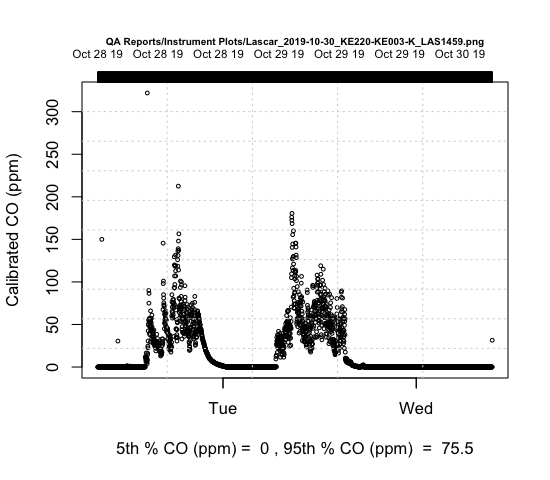 QA Reports/Instrument Plots/Lascar_2019-10-30_KE220-KE003-K_LAS1459.png
Oct 28 19 Oct 28 19 Oct 28 19 Oct 29 19 Oct 29 19 Oct 29 19 Oct 30 19
300
250
200
150
100
50
0
Calibrated CO (ppm)
Tue Wed
5th % CO (ppm) = 0 , 95th % CO (ppm) = 75.5